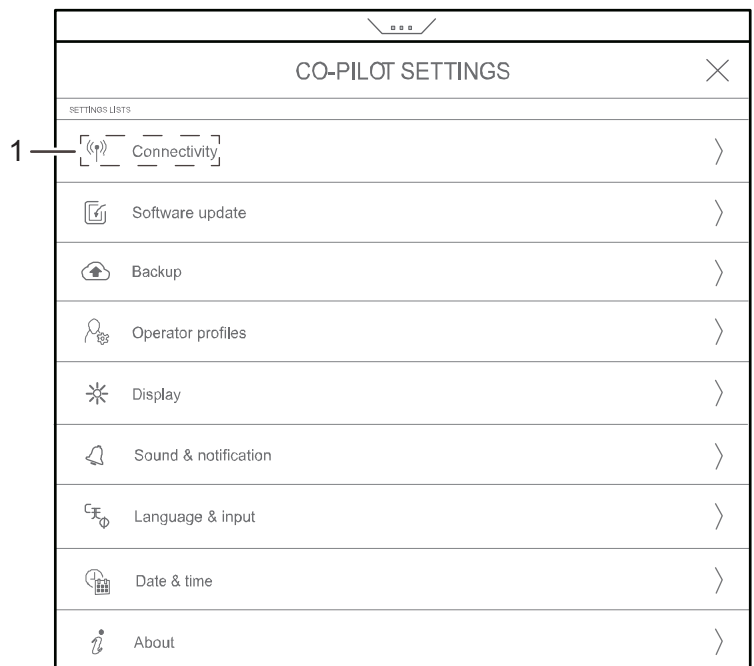 CO-PILOT SETTINGS
SETTINGS LISTS
1
Connectivity
Software update
Backup
Operator profiles
Display
Sound & notification
Language & input
Date & time
About